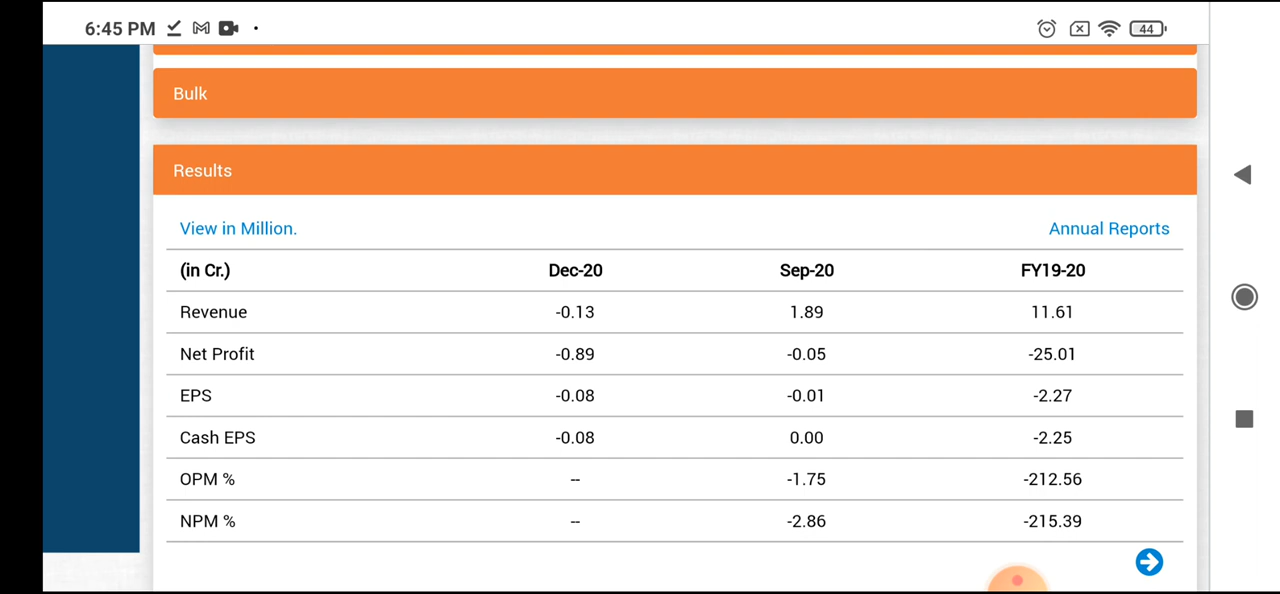 6:45 PM
44
Bulk
Results
View in Million. Annual Reports
(in Cr.) Dec-20 Sep-20 FY19-20
Revenue -0.13 1.89 11.61
Net Profit -0.89 -0.05 -25.01
EPS -0.08 -0.01 -2.27
Cash EPS -0.08 0.00 -2.25
OPM % -- -1.75 -212.56
NPM % -- -2.86 -215.39